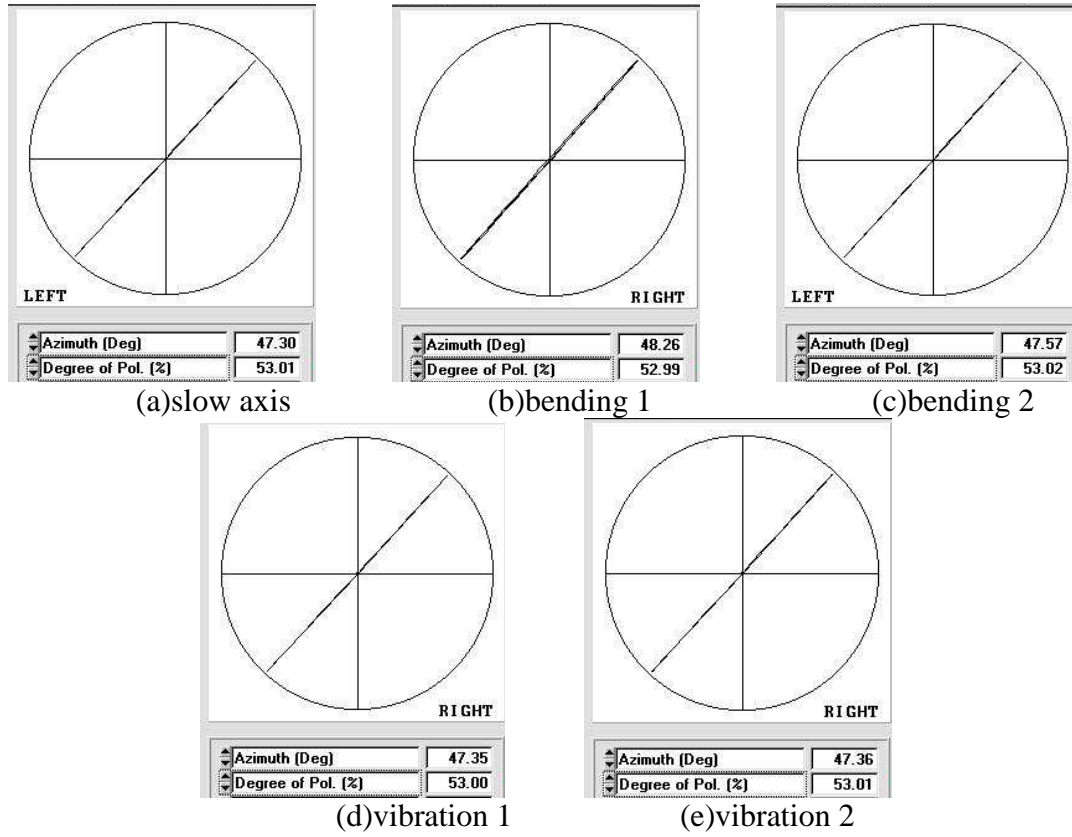 LEFT
Azimuth (Deg) 47.30
Degree of Pol. (%) 53.01
(a)slow axis
RIGHT
Azimuth (Deg) 48.26
Degree of Pol. (%) 52.99
(b)bending 1
LEFT
Azimuth (Deg) 47.57
Degree of Pol. (%) 53.02
(c)bending 2
RIGHT
Azimuth (Deg) 47.35
Degree of Pol. (%) 53.00
(d)vibration 1
RIGHT
Azimuth (Deg) 47.36
Degree of Pol. (%) 53.01
(e)vibration 2